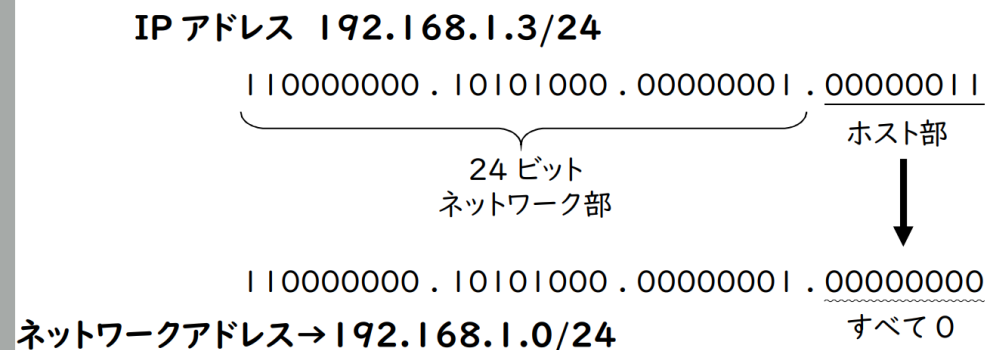 IP アドレス 192.168.1.3/24
110000000 . 10101000 . 00000001 . 00000011
ホスト部
24 ビット
ネットワーク部
110000000 . 10101000 . 00000001 . 00000000
すべて 0
ネットワークアドレス→192.168.1.0/24